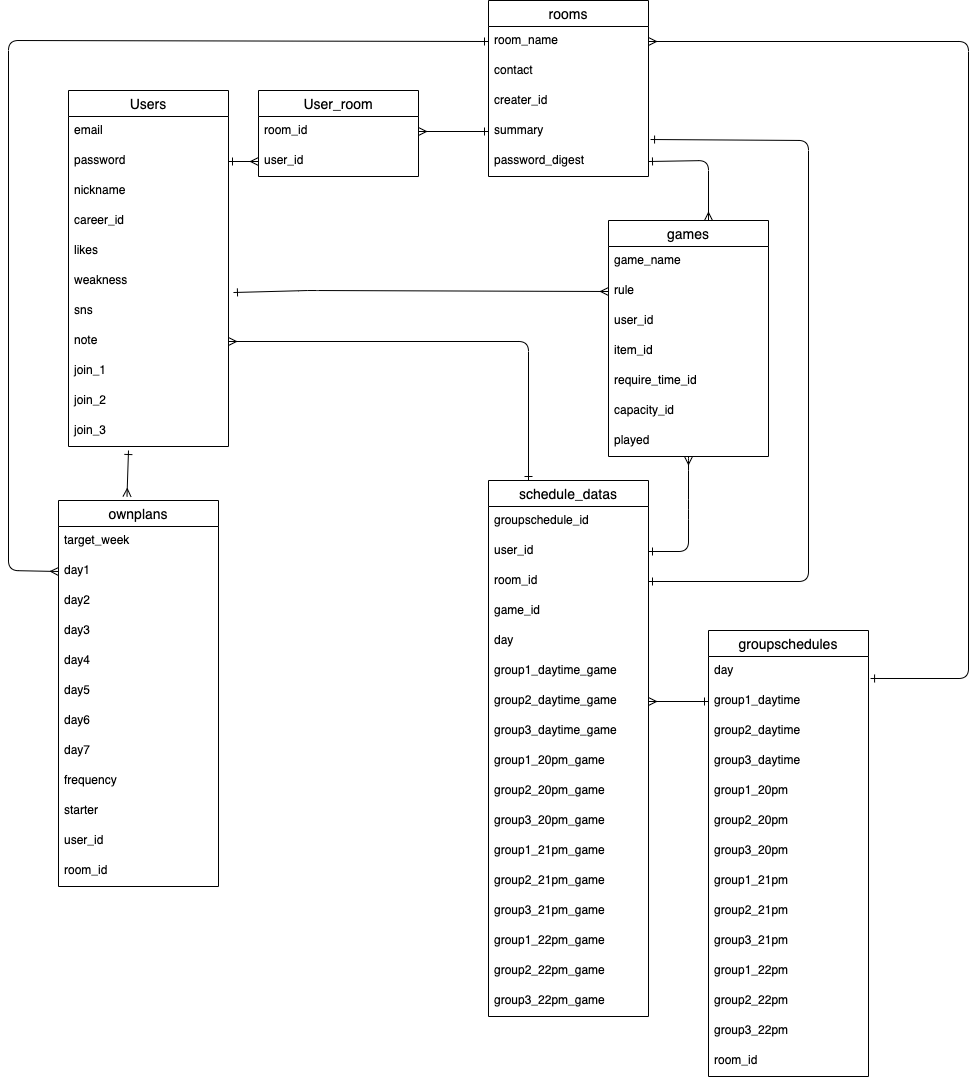 rooms
room_name
contact
creater_id
summary
password_digest
Users
email
password
nickname
career_id
likes
weakness
sns
note
join_1
join_2
join_3
User_room
room_id
user_id
games
game_name
rule
user_id
item_id
require_time_id
capacity_id
played
ownplans
target_week
day1
day2
day3
day4
day5
day6
day7
frequency
starter
user_id
room_id
schedule_datas
groupschedule_id
user_id
room_id
game_id
day
group1_daytime_game
group2_daytime_game
group3_daytime_game
group1_20pm_game
group2_20pm_game
group3_20pm_game
group1_21pm_game
group2_21pm_game
group3_21pm_game
group1_22pm_game
group2_22pm_game
group3_22pm_game
groupschedules
day
group1_daytime
group2_daytime
group3_daytime
group1_20pm
group2_20pm
group3_20pm
group1_21pm
group2_21pm
group3_21pm
group1_22pm
group2_22pm
group3_22pm
room_id